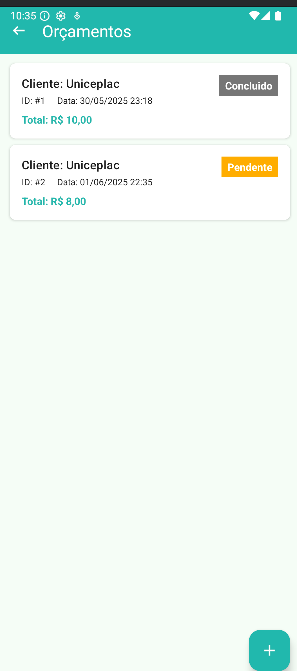 10:35
Orçamentos
Cliente: Uniceplac
Concluido
ID: #1 Data: 30/05/2025 23:18
Total: R$ 10,00
Cliente: Uniceplac
Pendente
ID: #2 Data: 01/06/2025 22:35
Total: R$ 8,00